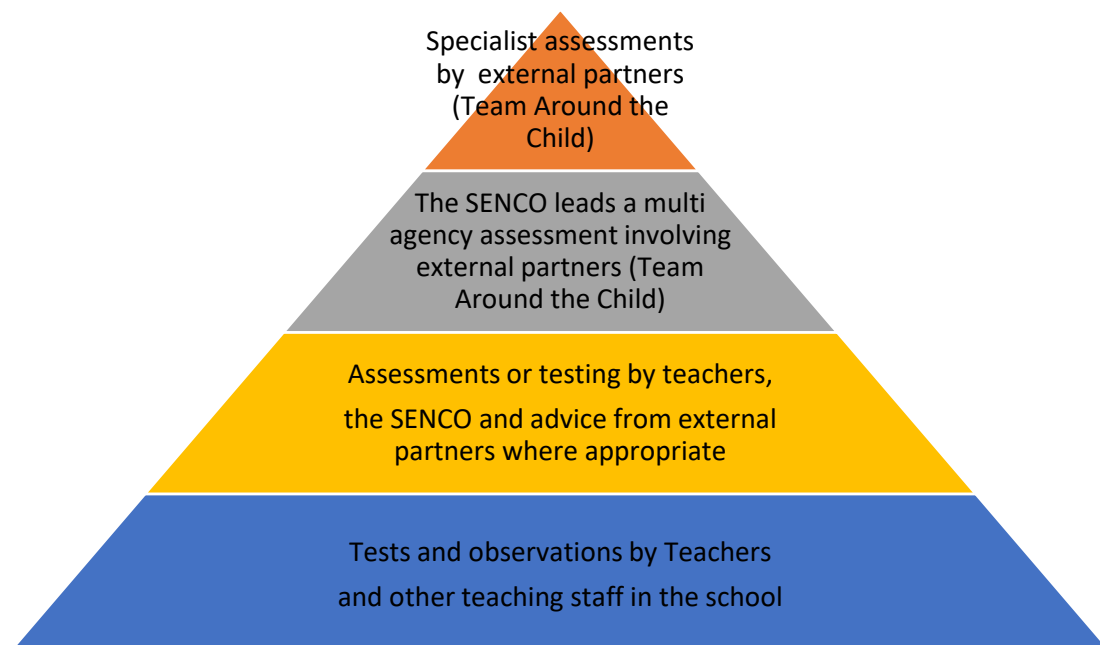 Specialist assessments
by  external partners
(Team Around the
Child)
The SENCO leads a multi
agency assessment involving
external partners (Team
Around the Child)
Assessments or testing by teachers,
the SENCO and advice from external
partners where appropriate
Tests and observations by Teachers
and other teaching staff in the school